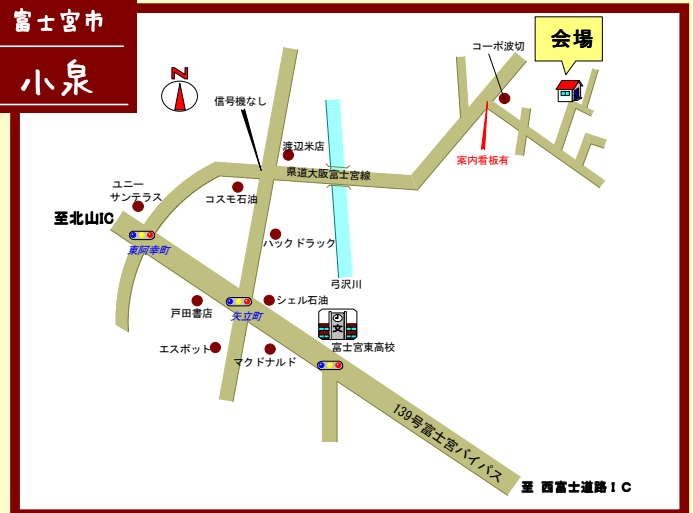 富士宮市
小泉
N
会場
コーポ波切
信号機なし
渡辺米店
県道大阪富士宮線
案内看板有
ユニー
サンテラス
コスモ石油
至北山IC
東阿幸町
ハックドラック
弓沢川
戸田書店
シェル石油
矢立町
文
エスポット
マクドナルド
富士宮東高校
139号富士宮バイパス
至 西富士道路ＩＣ